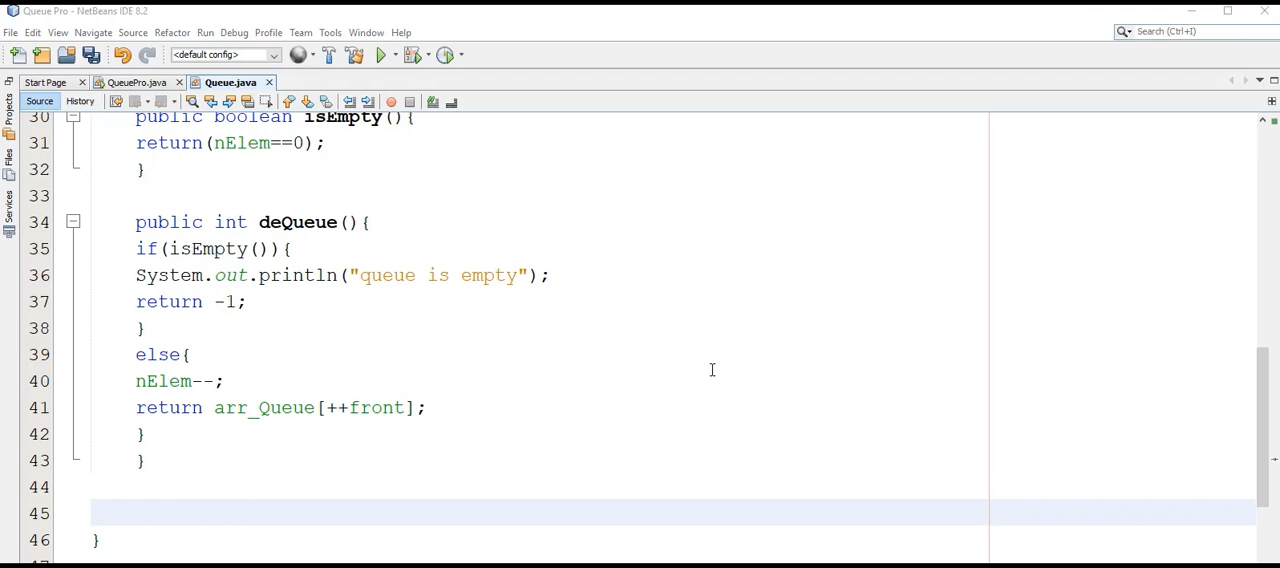 Queue Pro - NetBeans IDE 8.2
File Edit View Navigate Source Refactor Run Debug Profile Team Tools Window Help
Search (Ctrl+I)
<default config>
Start Page QueuePro.java Queue.java
Source History
Projects
Files
Services
30 public boolean isEmpty(){
31 return(nElem==0);
32 }
33
34 public int deQueue(){
35 if(isEmpty()){
36 System.out.println("queue is empty");
37 return -1;
38 }
39 else{
40 nElem--;
41 return arr_Queue[++front];
42 }
43 }
44
45
46 }